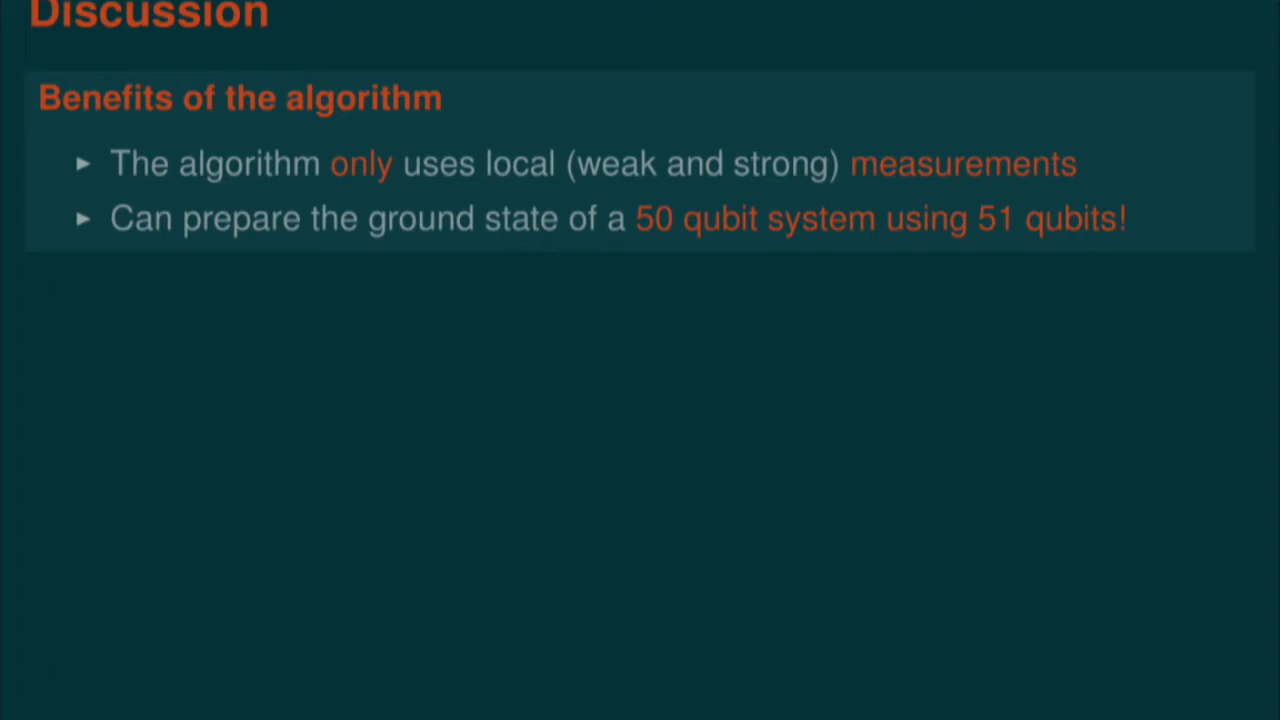 Discussion
Benefits of the algorithm
► The algorithm only uses local (weak and strong) measurements
► Can prepare the ground state of a 50 qubit system using 51 qubits!